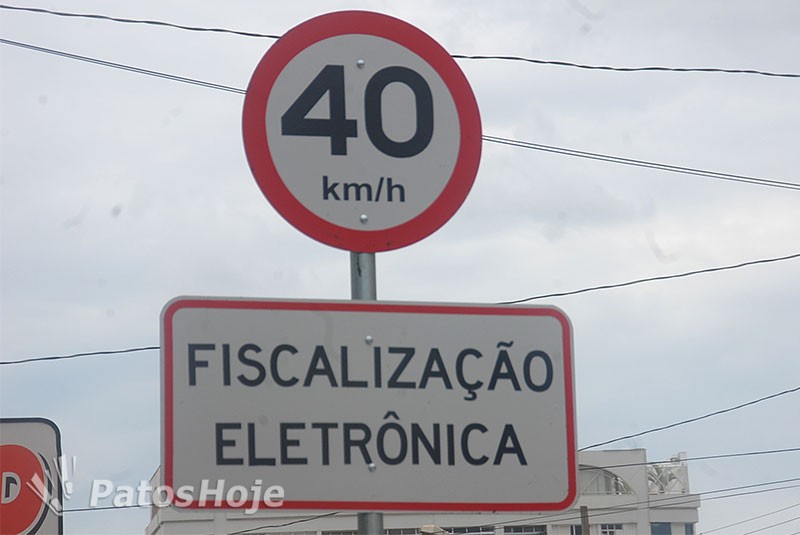 40
km/h
FISCALIZAÇÃO
ELETRÔNICA
PatosHoje